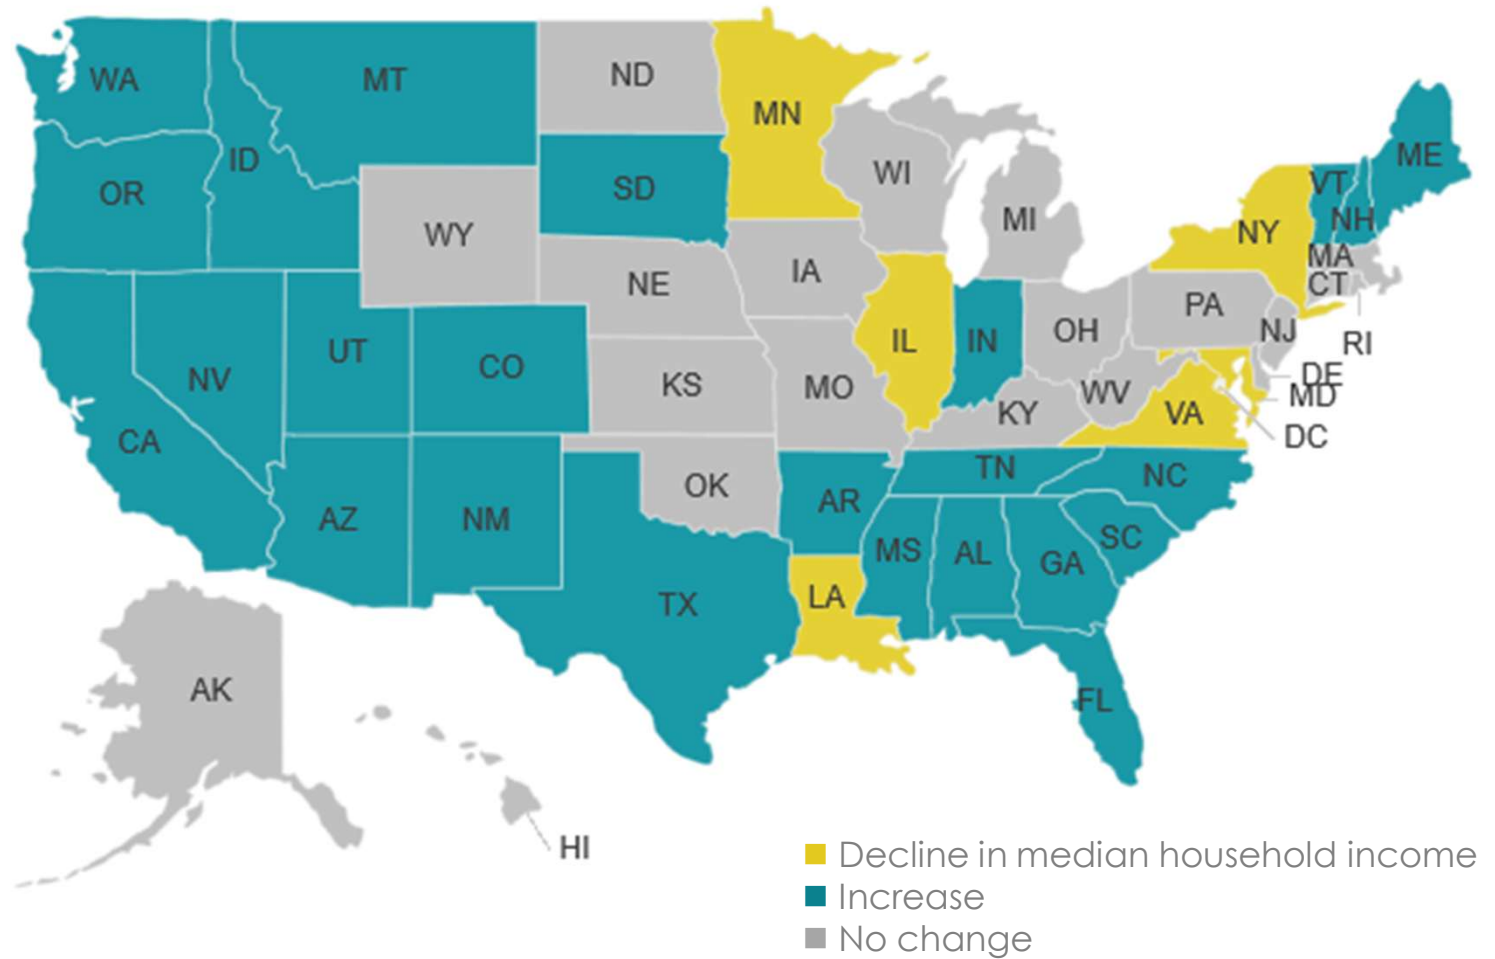 WA
MT
ND
MN
ID
OR
SD
WI
ME
WY
MI
VT
NH
NY
MA
CT
NE
IA
PA
NJ
RI
UT
CO
NV
IL
IN
OH
DE
MD
KS
MO
WV
KY
VA
DC
CA
TN
NC
OK
AR
AZ
NM
SC
MS
AL
GA
TX
LA
FL
AK
HI
Decline in median household income
Increase
No change